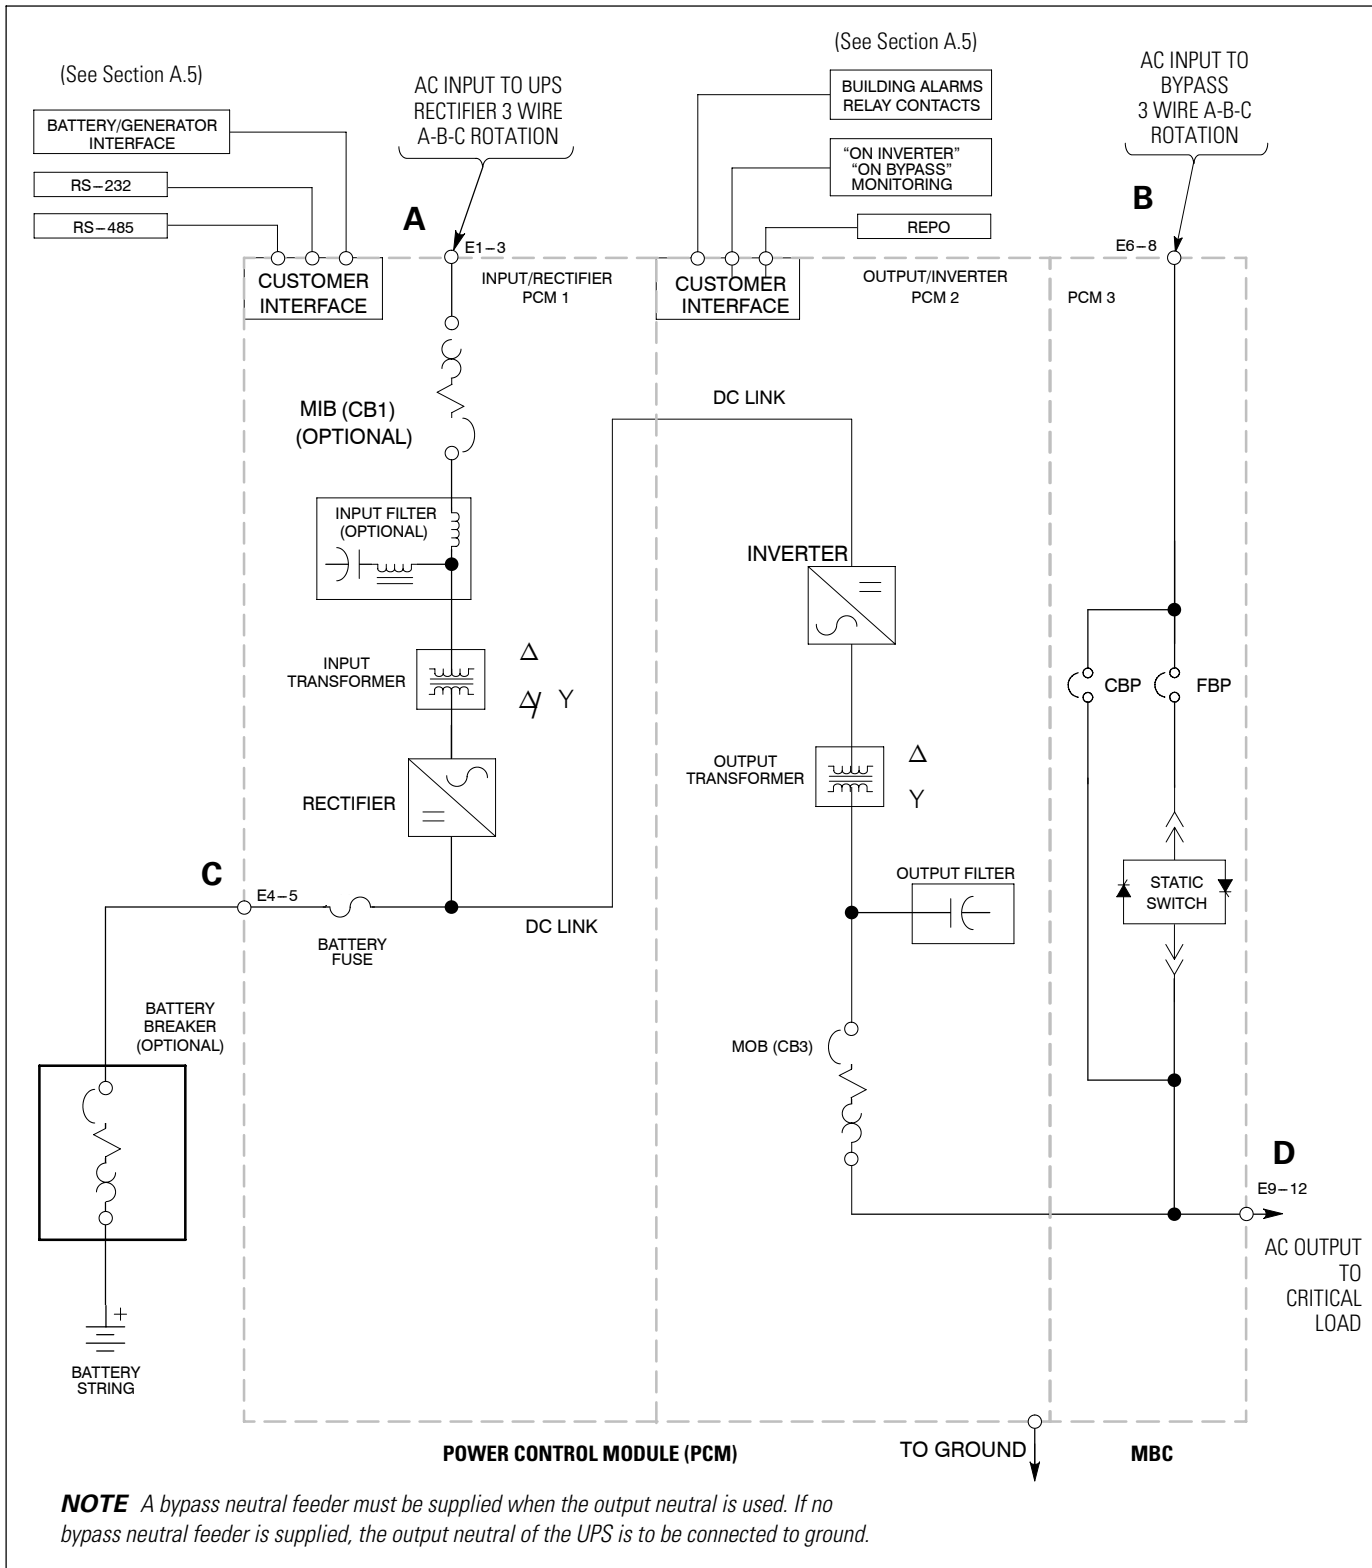 (See Section A.5)
BATTERY/GENERATOR
INTERFACE
RS-232
RS-485
AC INPUT TO UPS
RECTIFIER 3 WIRE
A-B-C ROTATION
(See Section A.5)
BUILDING ALARMS
RELAY CONTACTS
“ON INVERTER”
“ON BYPASS”
MONITORING
REPO
AC INPUT TO
BYPASS
3 WIRE A-B-C
ROTATION
A
E1-3
B
E6-8
CUSTOMER
INTERFACE
INPUT/RECTIFIER
PCM 1
CUSTOMER
INTERFACE
OUTPUT/INVERTER
PCM 2
PCM 3
MIB (CB1)
(OPTIONAL)
DC LINK
INPUT FILTER
(OPTIONAL)
INVERTER
INPUT
TRANSFORMER
Δ
Δ/ Y
CBP
FBP
OUTPUT
TRANSFORMER
Δ
Y
RECTIFIER
C
E4-5
BATTERY
FUSE
DC LINK
OUTPUT FILTER
STATIC
SWITCH
BATTERY
BREAKER
(OPTIONAL)
MOB (CB3)
D
E9-12
AC OUTPUT
TO
CRITICAL
LOAD
+
BATTERY
STRING
POWER CONTROL MODULE (PCM)
TO GROUND
MBC
NOTE A bypass neutral feeder must be supplied when the output neutral is used. If no
bypass neutral feeder is supplied, the output neutral of the UPS is to be connected to ground.